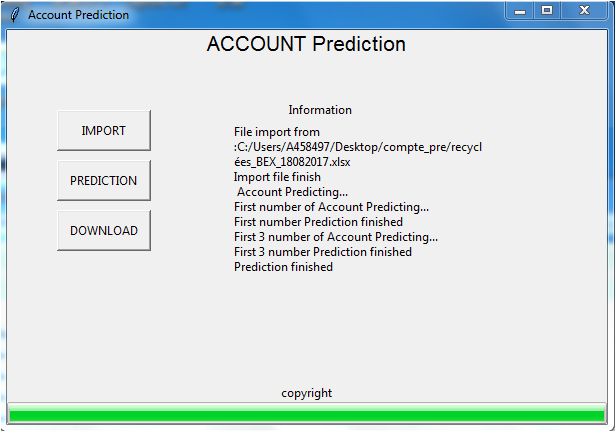 Account Prediction
ACCOUNT Prediction
Information
IMPORT
File import from
:C:/Users/A458497/Desktop/compte_pre/recycl
ées_BEX_18082017.xlsx
Import file finish
PREDICTION
Account Predicting...
First number of Account Predicting...
First number Prediction finished
DOWNLOAD
First 3 number of Account Predicting...
First 3 number Prediction finished
Prediction finished
copyright